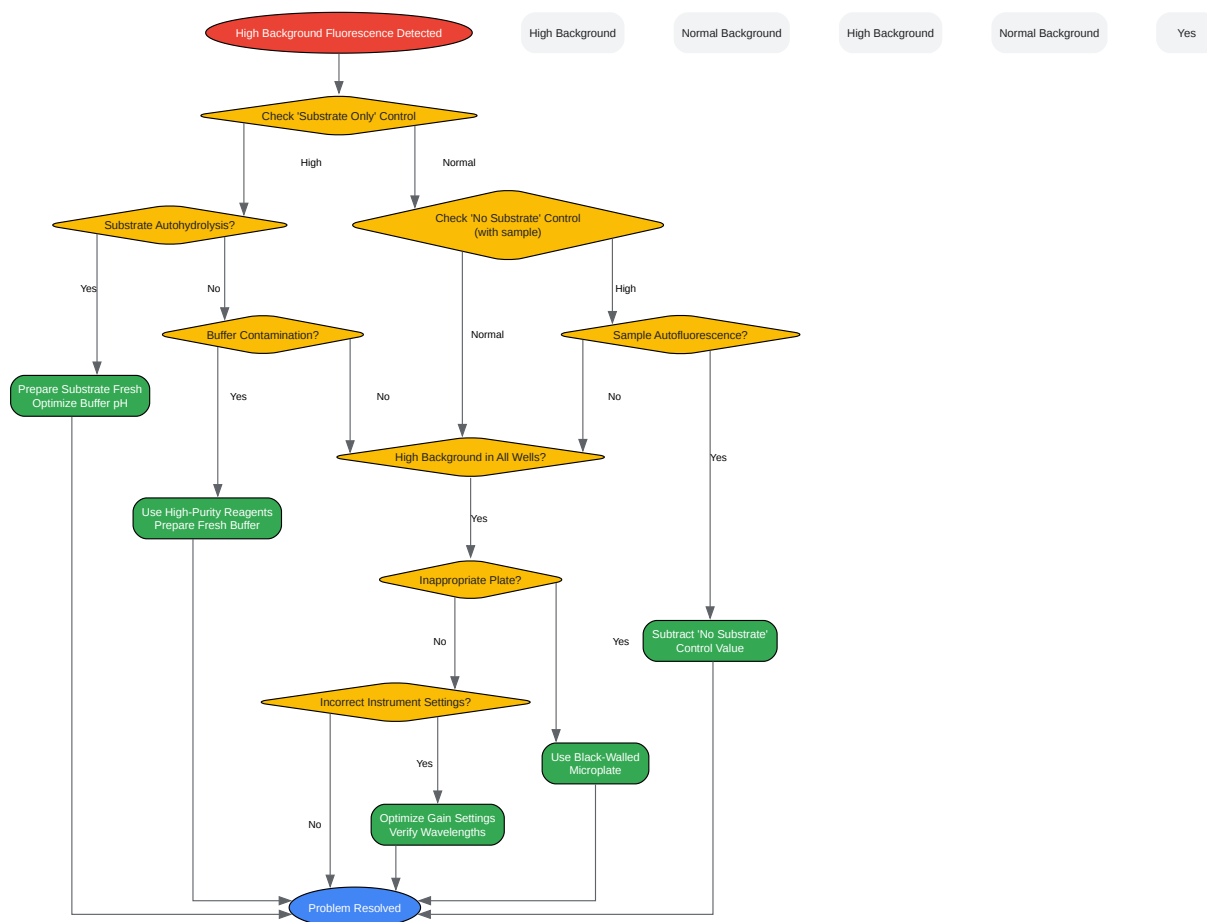 High Background Fluorescence Detected
High Background
Normal Background
High Background
Normal Background
Yes
Check 'Substrate Only' Control
High
Normal
Substrate Autohydrolysis?
Check 'No Substrate' Control
(with sample)
Yes
No
High
Buffer Contamination?
Normal
Sample Autofluorescence?
Prepare Substrate Fresh
Optimize Buffer pH
Yes
No
No
High Background in All Wells?
Yes
Use High-Purity Reagents
Prepare Fresh Buffer
Yes
Inappropriate Plate?
No
Yes
Subtract 'No Substrate'
Control Value
Incorrect Instrument Settings?
Yes
Use Black-Walled
Microplate
No
Optimize Gain Settings
Verify Wavelengths
Problem Resolved